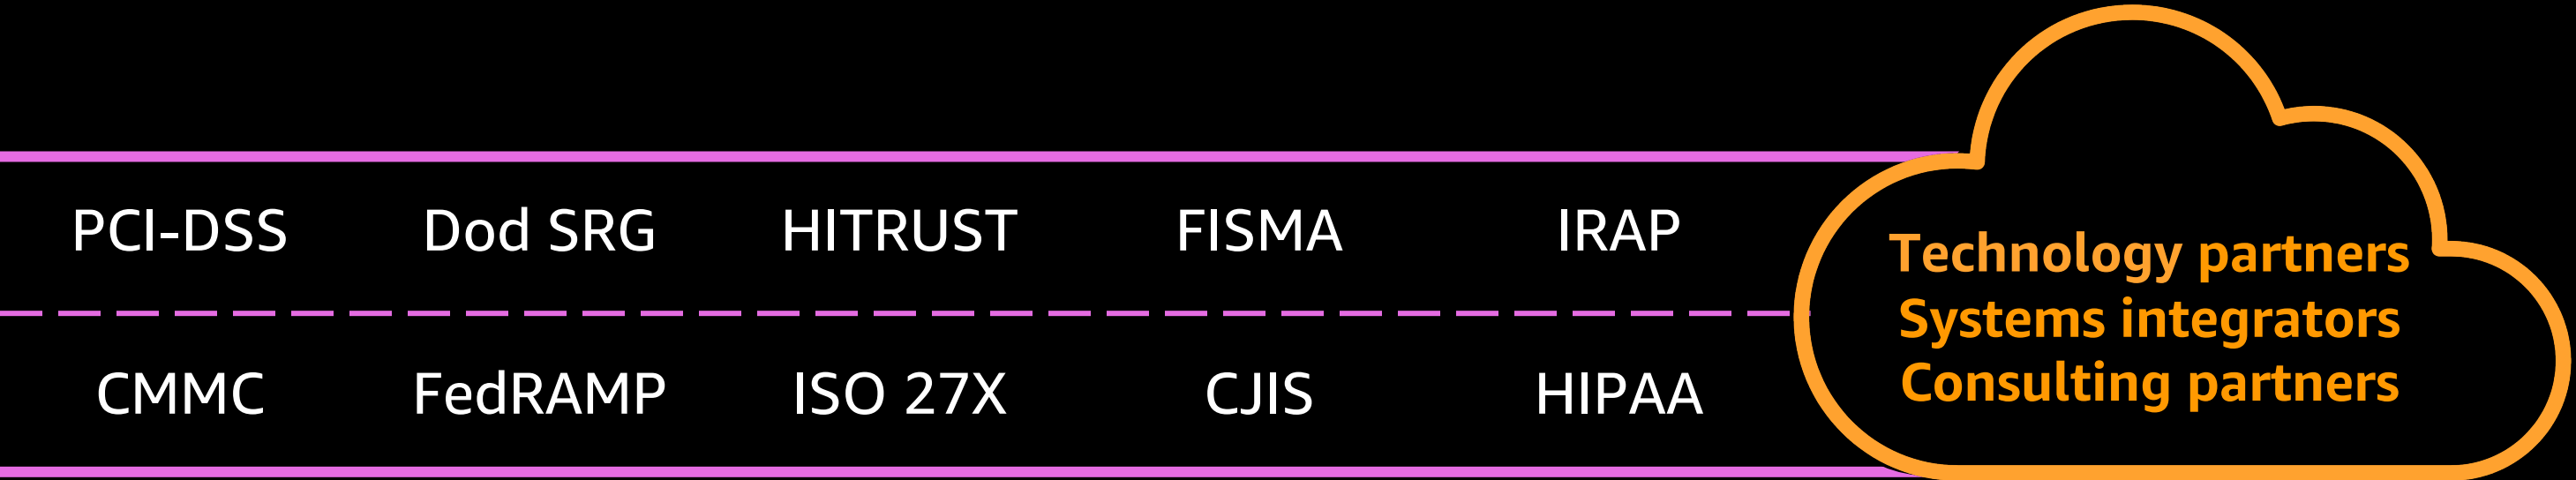 PCI-DSS Dod SRG HITRUST FISMA IRAP
CMMC FedRAMP ISO 27X CJIS HIPAA
Technology partners
Systems integrators
Consulting partners